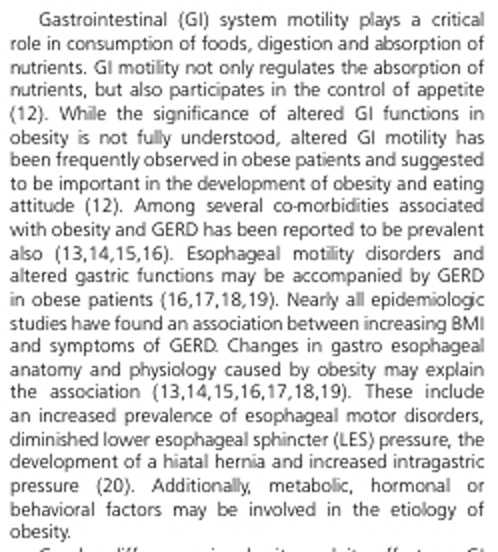 Gastrointestinal (GI) system motility plays a critical
role in consumption of foods, digestion and absorption of
nutrients. GI motility not only regulates the absorption of
nutrients, but also participates in the control of appetite
(12). While the significance of altered GI functions in
obesity is not fully understood, altered GI motility has
been frequently observed in obese patients and suggested
to be important in the development of obesity and eating
attitude (12). Among several co-morbidities associated
with obesity and GERD has been reported to be prevalent
also (13,14,15,16). Esophageal motility disorders and
altered gastric functions may be accompanied by GERD
in obese patients (16,17,18,19). Nearly all epidemiologic
studies have found an association between increasing BMI
and symptoms of GERD. Changes in gastro esophageal
anatomy and physiology caused by obesity may explain
the association (13,14,15,16,17,18,19). These include
an increased prevalence of esophageal motor disorders,
diminished lower esophageal sphincter (LES) pressure, the
development of a hiatal hernia and increased intragastric
pressure (20). Additionally, metabolic, hormonal or
behavioral factors may be involved in the etiology of
obesity.